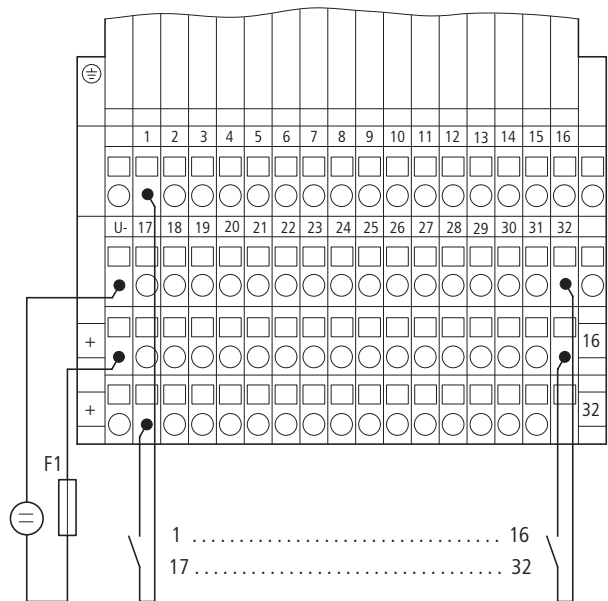 1 2 3 4 5 6 7 8 9 10 11 12 13 14 15 16
U- 17 18 19 20 21 22 23 24 25 26 27 28 29 30 31 32
+ 16
+ 32
F1
1 . . . . . . . . . . . . . . . . . . . . . . . . . . . . . . . . 16
17 . . . . . . . . . . . . . . . . . . . . . . . . . . . . . . . . 32